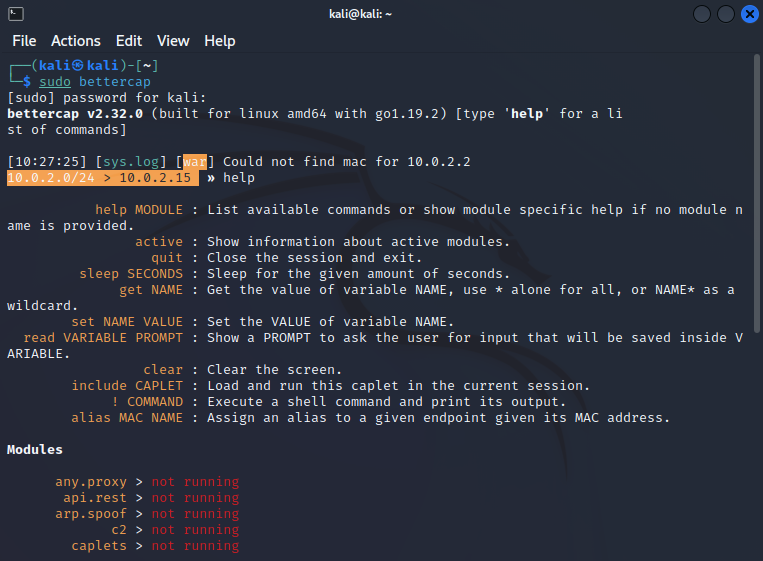 kali@kali: ~
File Actions Edit View Help
┌──(kali㉿kali)-[~]
└─$ sudo bettercap
[sudo] password for kali:
bettercap v2.32.0 (built for linux amd64 with go1.19.2) [type 'help' for a li
st of commands]
[10:27:25] [sys.log] [war] Could not find mac for 10.0.2.2
10.0.2.0/24 > 10.0.2.15 » help
help MODULE : List available commands or show module specific help if no module n
ame is provided.
active : Show information about active modules.
quit : Close the session and exit.
sleep SECONDS : Sleep for the given amount of seconds.
get NAME : Get the value of variable NAME, use * alone for all, or NAME* as a
wildcard.
set NAME VALUE : Set the VALUE of variable NAME.
read VARIABLE PROMPT : Show a PROMPT to ask the user for input that will be saved inside V
ARIABLE.
clear : Clear the screen.
include CAPLET : Load and run this caplet in the current session.
! COMMAND : Execute a shell command and print its output.
alias MAC NAME : Assign an alias to a given endpoint given its MAC address.
Modules
any.proxy > not running
api.rest > not running
arp.spoof > not running
c2 > not running
caplets > not running